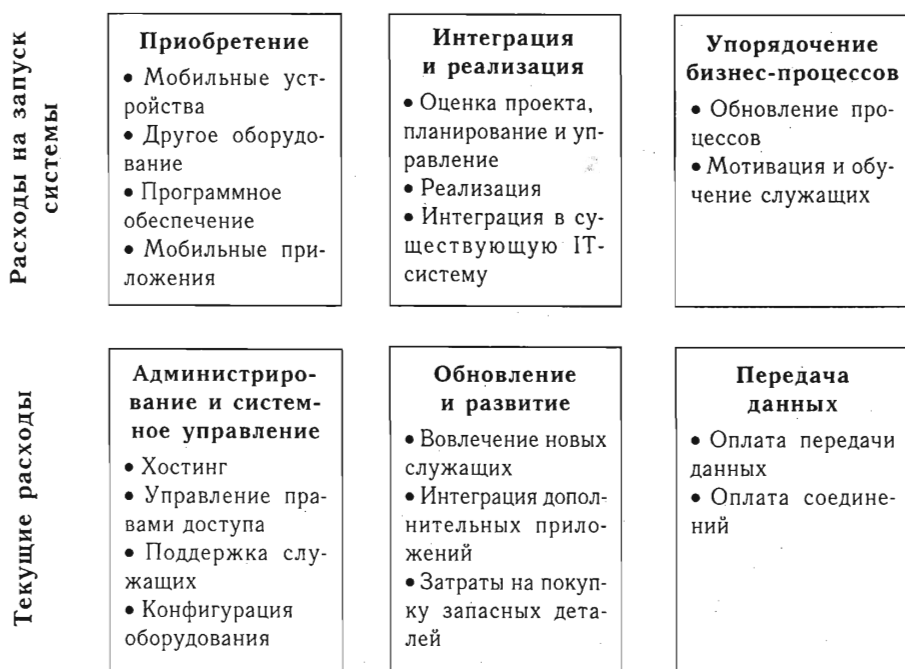 Расходы на запуск
системы
Приобретение
• Мобильные уст-
ройства
• Другое оборудо-
вание
• Программное
обеспечение
• Мобильные при-
ложения
Интеграция
и реализация
• Оценка проекта,
планирование и уп-
равление
• Реализация
• Интеграция в су-
ществующую IT-
систему
Упорядочение
бизнес-процессов
• Обновление про-
цессов
• Мотивация и обу-
чение служащих
Текущие расходы
Администриро-
вание и систем-
ное управление
• Хостинг
• Управление пра-
вами доступа
• Поддержка слу-
жащих
• Конфигурация
оборудования
Обновление
и развитие
• Вовлечение новых
служащих
• Интеграция допол-
нительных прило-
жений
• Затраты на покуп-
ку запасных дета-
лей
Передача
данных
• Оплата передачи
данных
• Оплата соедине-
ний